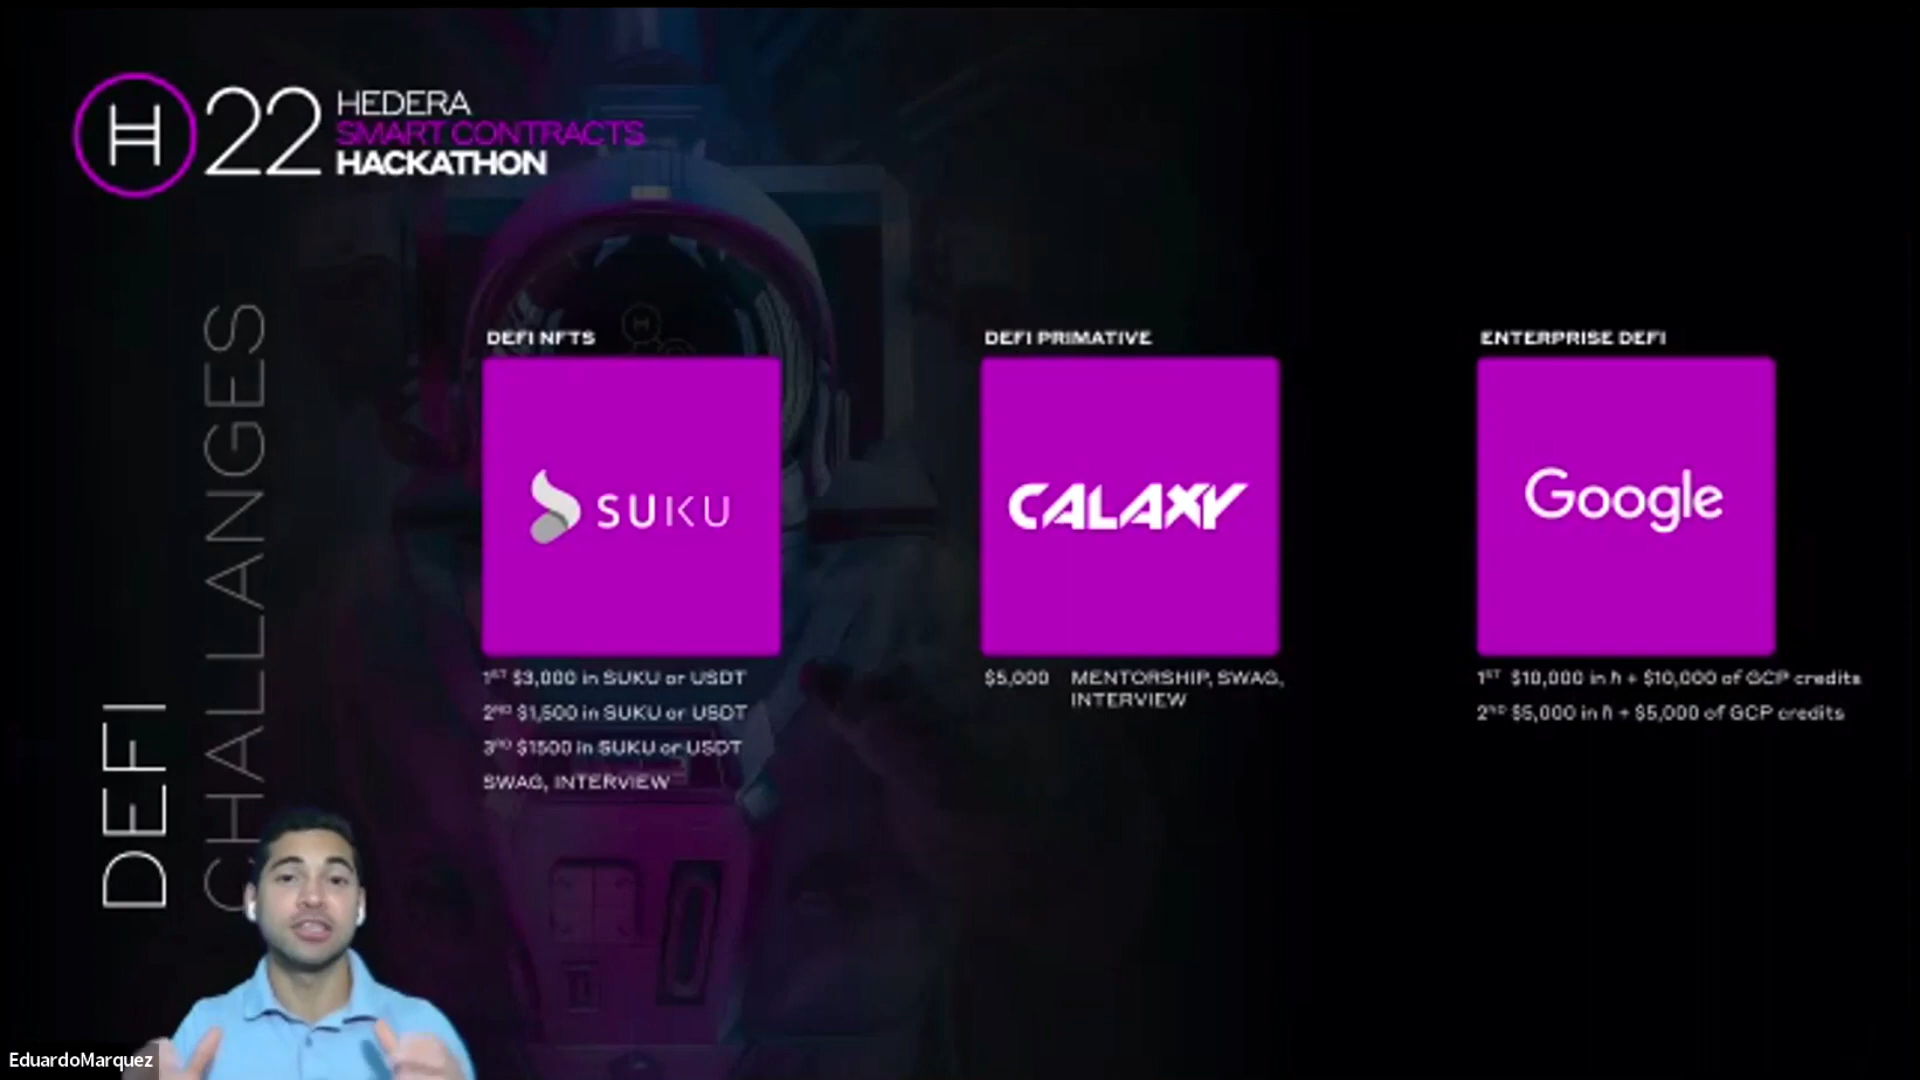 H 22 HEDERA
SMART CONTRACTS
HACKATHON
DEFI
CHALLANGES
DEFI NFTS
SUKU
1ST $3,000 in SUKU or USDT
2ND $1,500 in SUKU or USDT
3RD $1500 in SUKU or USDT
SWAG, INTERVIEW
DEFI PRIMATIVE
CALAXY
$5,000 MENTORSHIP, SWAG,
INTERVIEW
ENTERPRISE DEFI
Google
1ST $10,000 in ℏ + $10,000 of GCP credits
2ND $5,000 in ℏ + $5,000 of GCP credits
EduardoMarquez